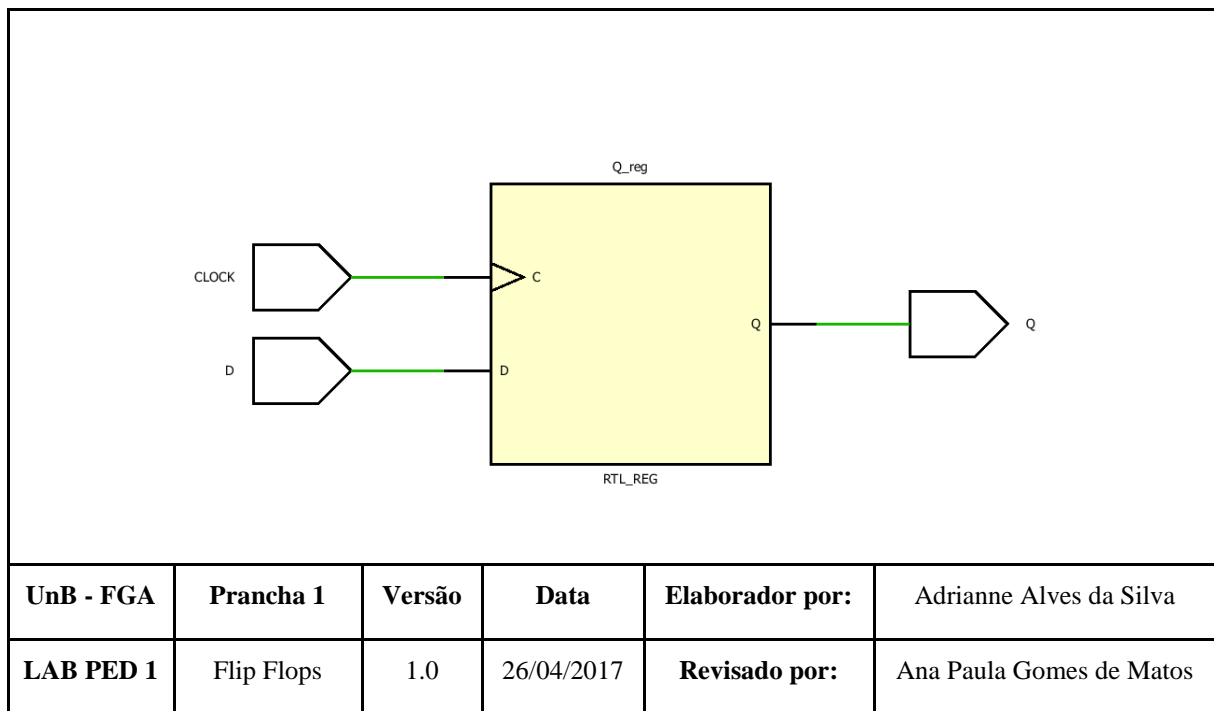 Q_reg
CLOCK
C
Q
Q
D
D
RTL_REG
UnB - FGA Prancha 1 Versão Data Elaborador por: Adrianne Alves da Silva
LAB PED 1 Flip Flops 1.0 26/04/2017 Revisado por: Ana Paula Gomes de Matos